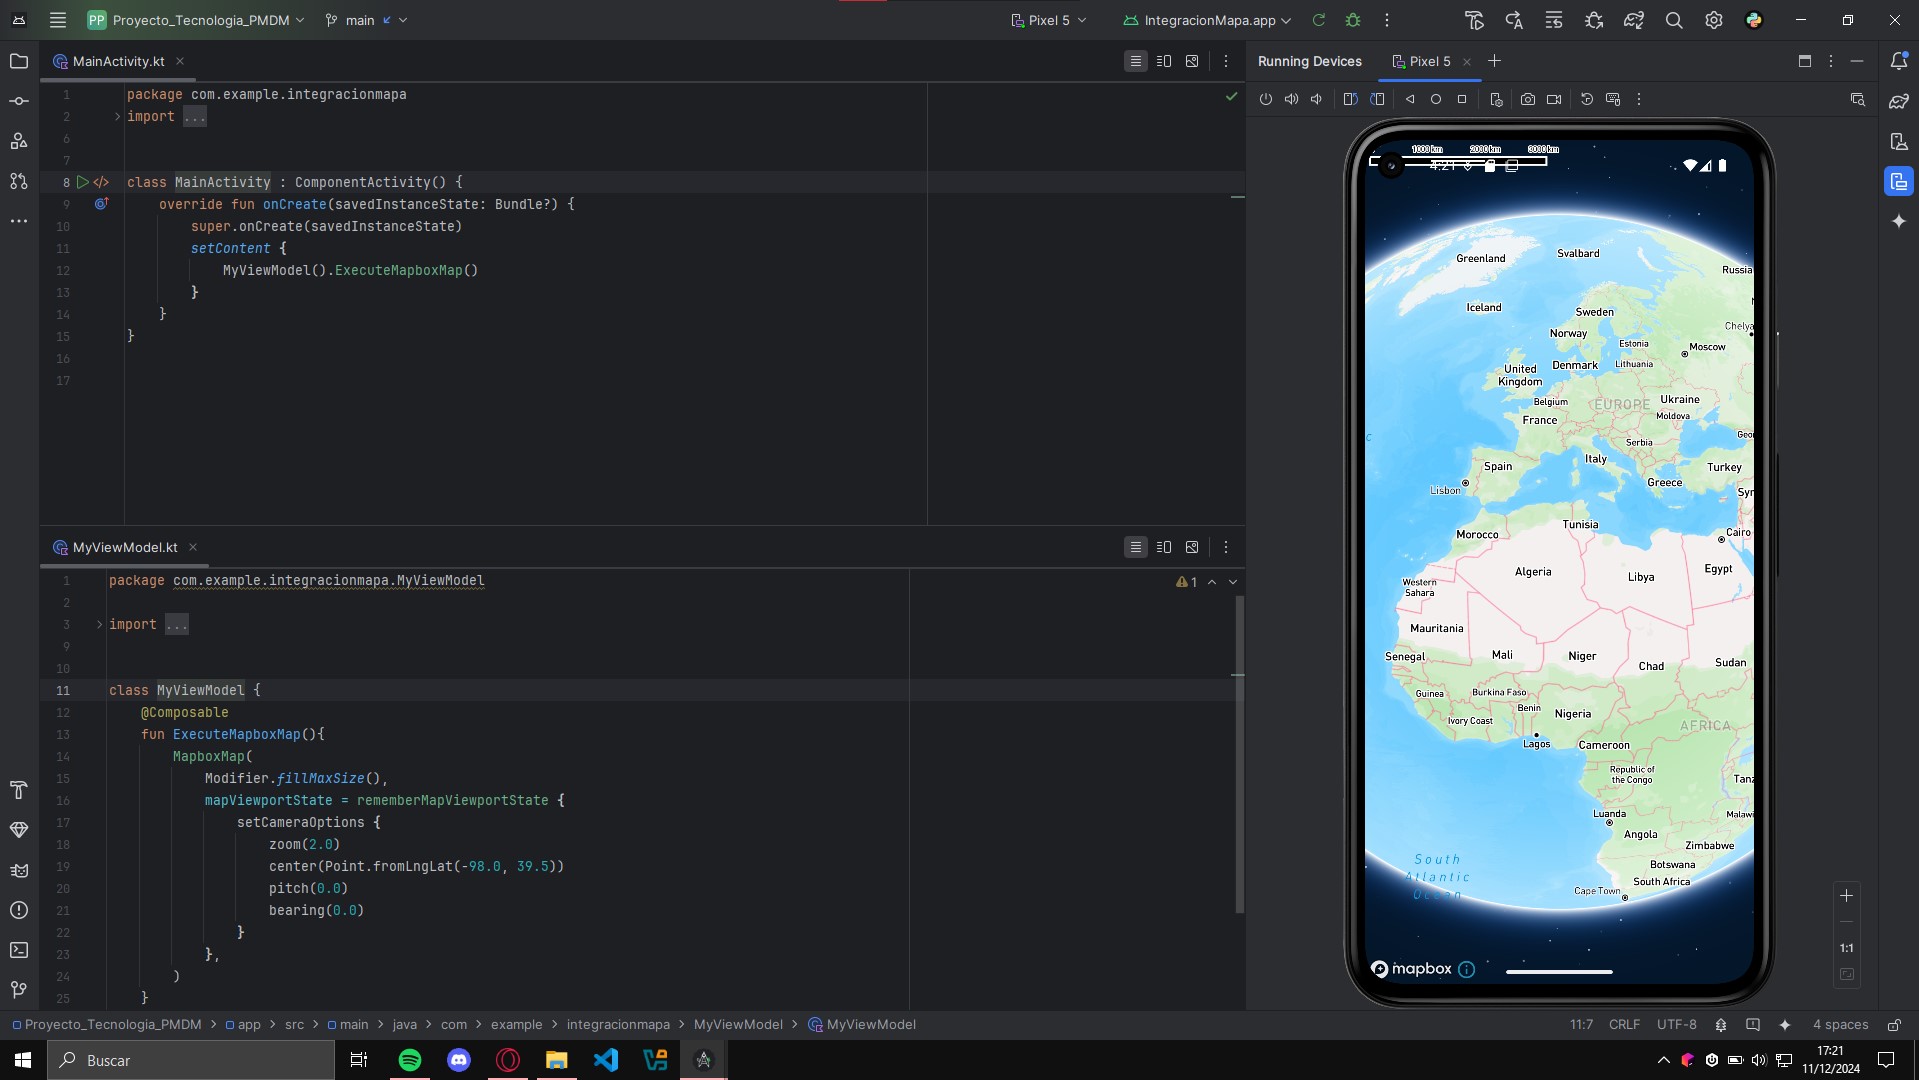 PP Proyecto_Tecnologia_PMDM main Pixel 5 IntegracionMapa.app
MainActivity.kt
1 package com.example.integracionmapa
2 import ...
6
7
8 class MainActivity : ComponentActivity() {
9 override fun onCreate(savedInstanceState: Bundle?) {
10 super.onCreate(savedInstanceState)
11 setContent {
12 MyViewModel().ExecuteMapboxMap()
13 }
14 }
15 }
16
17
MyViewModel.kt
1 package com.example.integracionmapa.MyViewModel
1
2
3 import ...
9
10
11 class MyViewModel {
12 @Composable
13 fun ExecuteMapboxMap(){
14 MapboxMap(
15 Modifier.fillMaxSize(),
16 mapViewportState = rememberMapViewportState {
17 setCameraOptions {
18 zoom(2.0)
19 center(Point.fromLngLat(-98.0, 39.5))
20 pitch(0.0)
21 bearing(0.0)
22 }
23 },
24 )
25 }
Running Devices Pixel 5
1000 km 2000 km 3000 km
4:21
Greenland
Svalbard
Russia
Iceland
Sweden
Norway
Chelya
Estonia
Moscow
United
Kingdom
Denmark
Lithuania
Belgium
EUROPE
Ukraine
France
Moldova
Geor
Serbia
Spain
Italy
Turkey
Lisbon
Greece
Syr
Tunisia
Morocco
Cairo
Algeria
Libya
Egypt
Western
Sahara
Mauritania
Senegal
Mali
Niger
Chad
Sudan
Guinea
Burkina Faso
Benin
Ivory Coast
Nigeria
AFRICA
Lagos
Cameroon
Republic of
the Congo
Tanz
Luanda
Malawi
Angola
Zimbabwe
South
Atlantic
Ocean
Botswana
South Africa
Cape Town
mapbox
1:1
Proyecto_Tecnologia_PMDM > app > src > main > java > com > example > integracionmapa > MyViewModel > MyViewModel
11:7 CRLF UTF-8 4 spaces
Buscar
17:21
11/12/2024